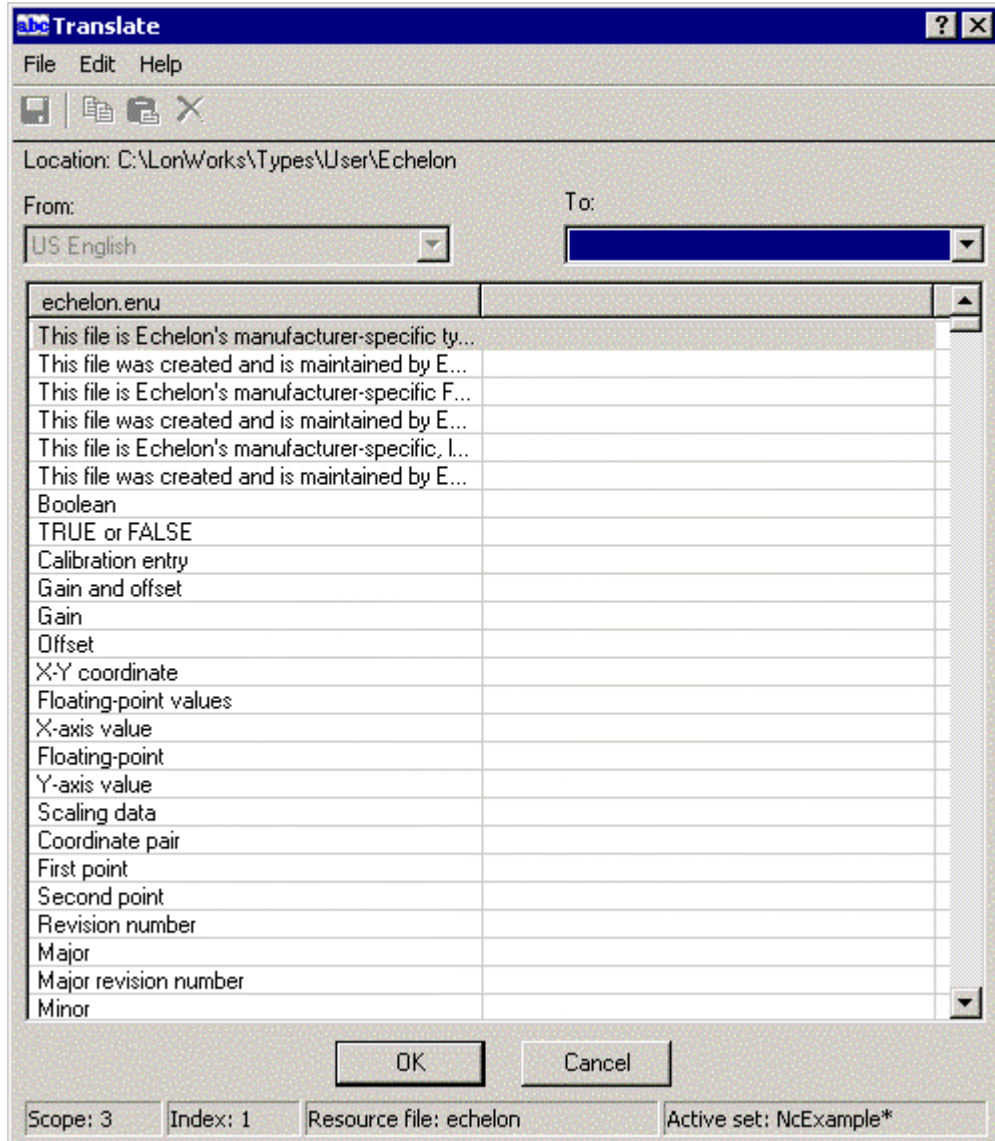 abc Translate
File Edit Help
Location: C:\LonWorks\Types\User\Echelon
From: To:
US English
echelon.enu
This file is Echelon's manufacturer-specific ty...
This file was created and is maintained by E...
This file is Echelon's manufacturer-specific F...
This file was created and is maintained by E...
This file is Echelon's manufacturer-specific, l...
This file was created and is maintained by E...
Boolean
TRUE or FALSE
Calibration entry
Gain and offset
Gain
Offset
X-Y coordinate
Floating-point values
X-axis value
Floating-point
Y-axis value
Scaling data
Coordinate pair
First point
Second point
Revision number
Major
Major revision number
Minor
OK Cancel
Scope: 3 Index: 1 Resource file: echelon Active set: NcExample*